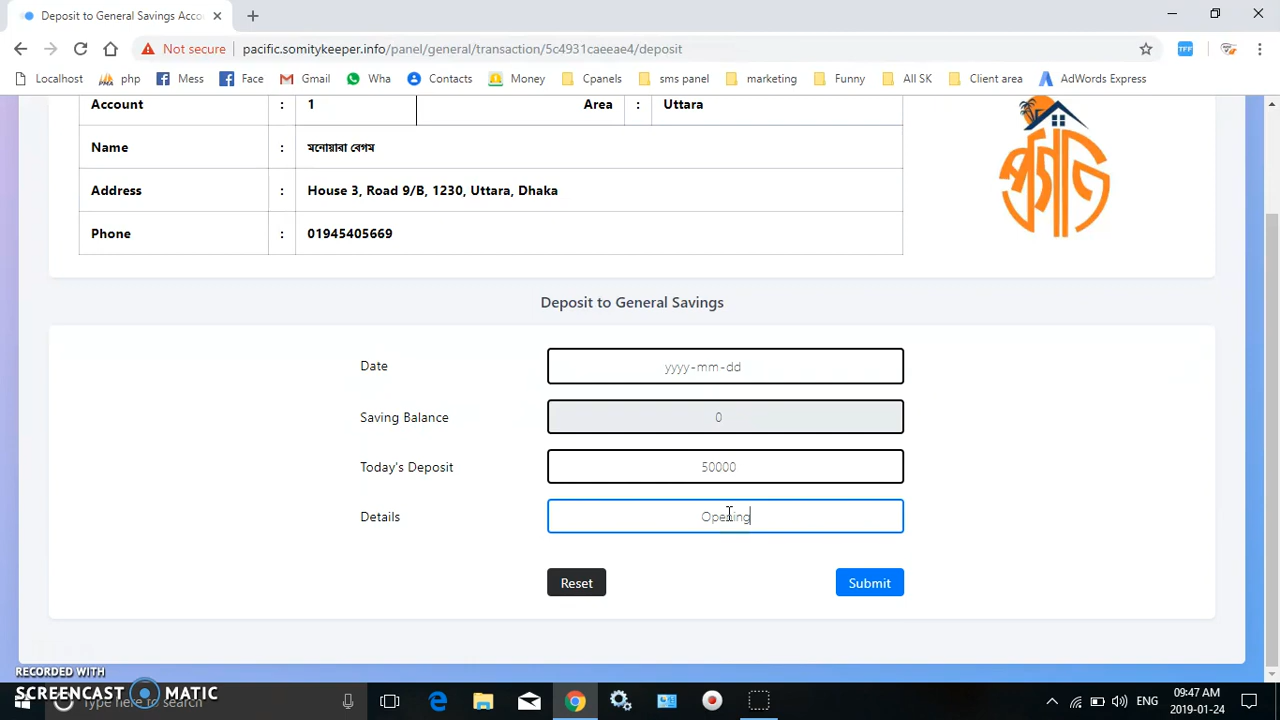 Deposit to General Savings Acco
Not secure pacific.somitykeeper.info/panel/general/transaction/5c4931caeeae4/deposit TFF
Localhost php Mess Face Gmail Wha Contacts Money Cpanels sms panel marketing Funny All SK Client area AdWords Express
Account : 1 Area : Uttara
Name : মনোয়ারা বেগম
Address : House 3, Road 9/B, 1230, Uttara, Dhaka
Phone : 01945405669
Deposit to General Savings
Date yyyy-mm-dd
Saving Balance 0
Today's Deposit 50000
Details Opening
Reset Submit
RECORDED WITH
SCREENCAST MATIC
Type here to search
ENG
09:47 AM
2019-01-24